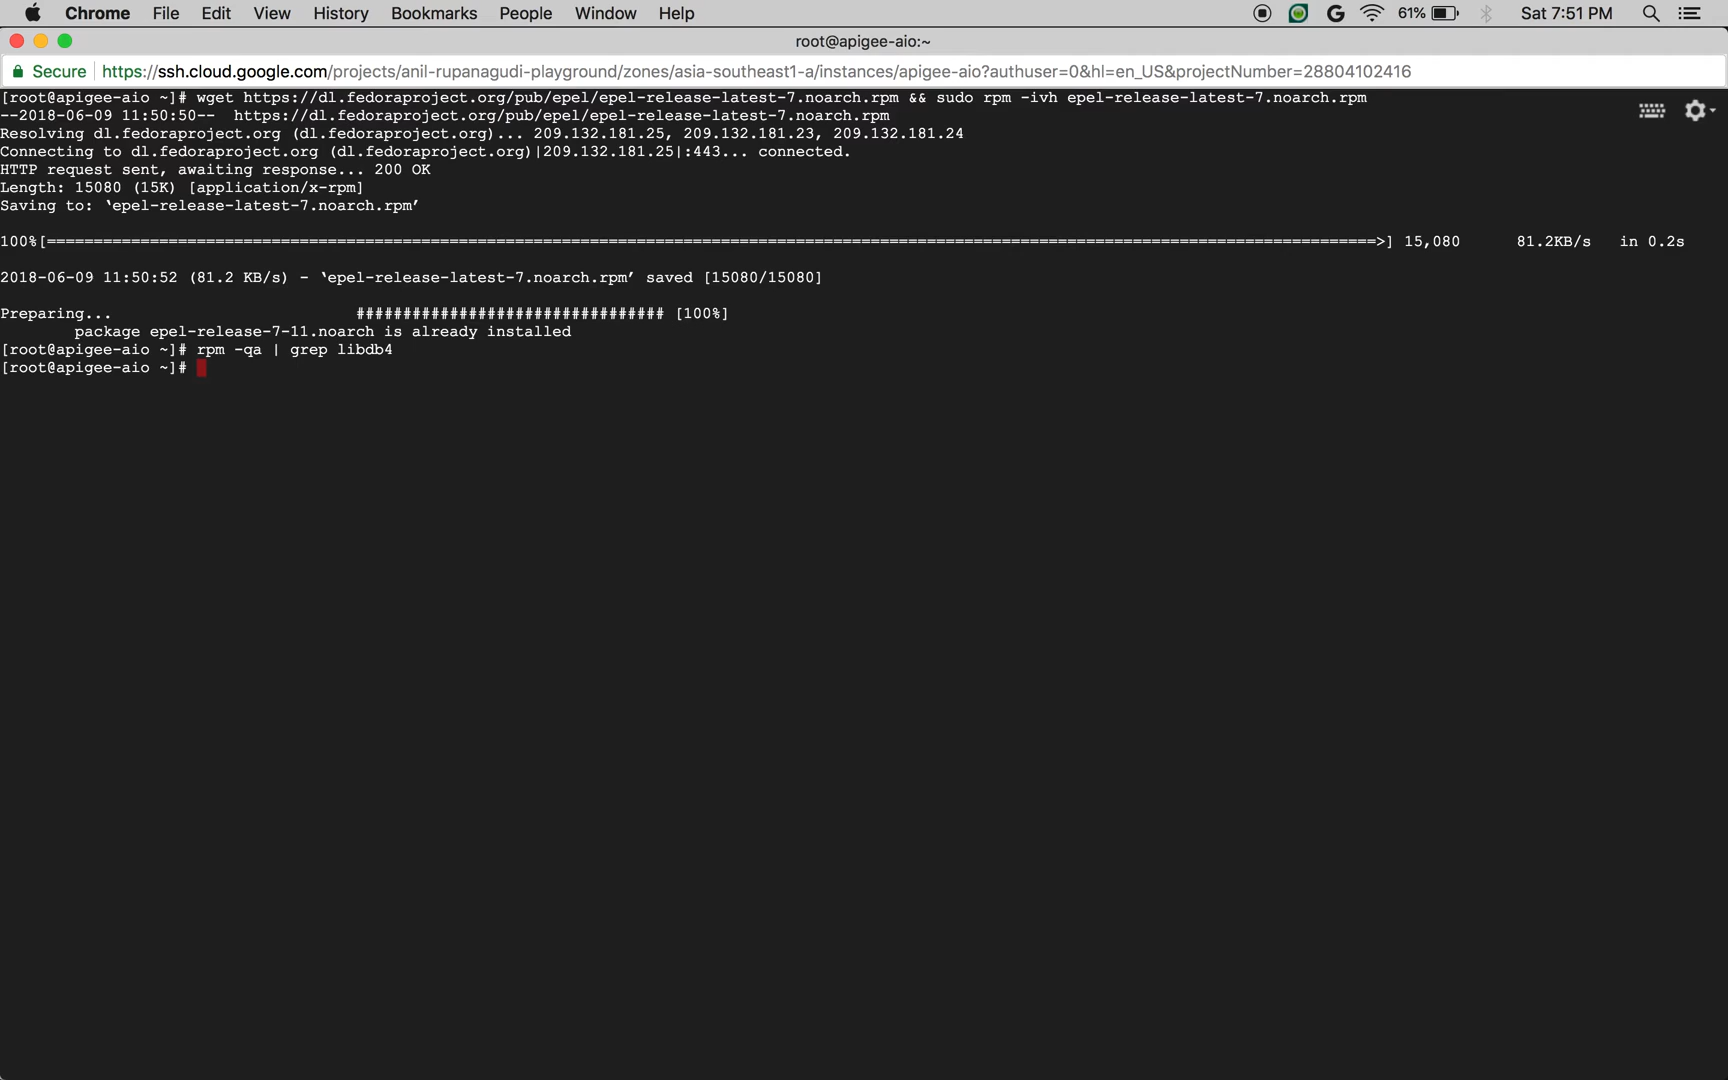 Chrome File Edit View History Bookmarks People Window Help 61% Sat 7:51 PM
root@apigee-aio:~
Secure https://ssh.cloud.google.com/projects/anil-rupanagudi-playground/zones/asia-southeast1-a/instances/apigee-aio?authuser=0&hl=en_US&projectNumber=28804102416
[root@apigee-aio ~]# wget https://dl.fedoraproject.org/pub/epel/epel-release-latest-7.noarch.rpm && sudo rpm -ivh epel-release-latest-7.noarch.rpm
--2018-06-09 11:50:50--  https://dl.fedoraproject.org/pub/epel/epel-release-latest-7.noarch.rpm
Resolving dl.fedoraproject.org (dl.fedoraproject.org)... 209.132.181.25, 209.132.181.23, 209.132.181.24
Connecting to dl.fedoraproject.org (dl.fedoraproject.org)|209.132.181.25|:443... connected.
HTTP request sent, awaiting response... 200 OK
Length: 15080 (15K) [application/x-rpm]
Saving to: ‘epel-release-latest-7.noarch.rpm’
100%[==============================================================================================================================================>] 15,080      81.2KB/s   in 0.2s
2018-06-09 11:50:52 (81.2 KB/s) - ‘epel-release-latest-7.noarch.rpm’ saved [15080/15080]
Preparing...                          ################################# [100%]
        package epel-release-7-11.noarch is already installed
[root@apigee-aio ~]# rpm -qa | grep libdb4
[root@apigee-aio ~]#